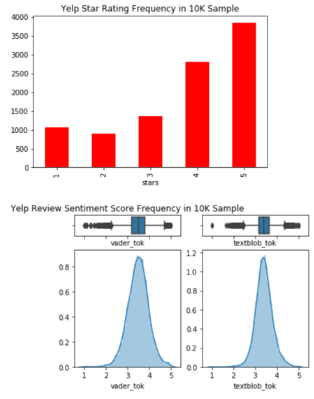 Yelp Star Rating Frequency in 10K Sample
4000
3500
3000
2500
2000
1500
1000
500
0
1 2 3 4 5
stars
Yelp Review Sentiment Score Frequency in 10K Sample
vader_tok textblob_tok
0.8
0.6
0.4
0.2
0.0
1 2 3 4 5
vader_tok
1.2
1.0
0.8
0.6
0.4
0.2
0.0
1 2 3 4 5
textblob_tok